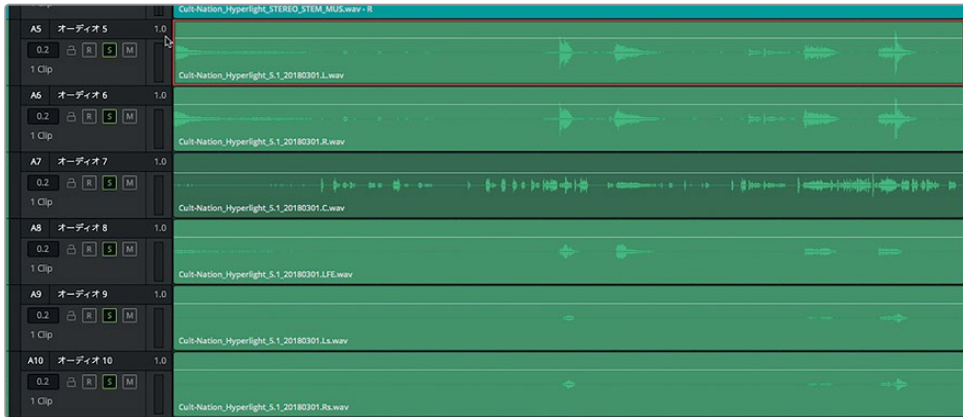 Cult-Nation_Hyperlight_STEREO_STEM_MUS.wav - R
A5 オーディオ 5 1.0
0.2 R S M
1 Clip
Cult-Nation_Hyperlight_5.1_20180301.L.wav
A6 オーディオ 6 1.0
0.2 R S M
1 Clip
Cult-Nation_Hyperlight_5.1_20180301.R.wav
A7 オーディオ 7 1.0
0.2 R S M
1 Clip
Cult-Nation_Hyperlight_5.1_20180301.C.wav
A8 オーディオ 8 1.0
0.2 R S M
1 Clip
Cult-Nation_Hyperlight_5.1_20180301.LFE.wav
A9 オーディオ 9 1.0
0.2 R S M
1 Clip
Cult-Nation_Hyperlight_5.1_20180301.Ls.wav
A10 オーディオ 10 1.0
0.2 R S M
1 Clip
Cult-Nation_Hyperlight_5.1_20180301.Rs.wav